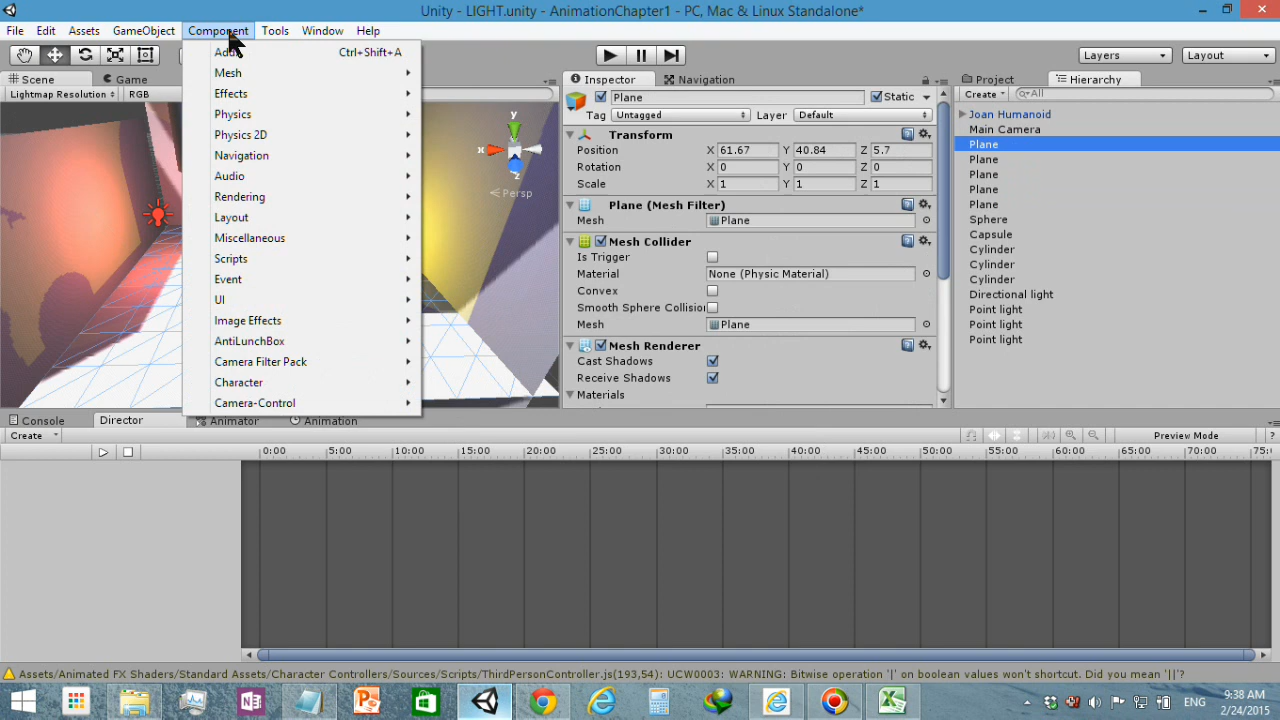 Unity - LIGHT.unity - AnimationChapter1 - PC, Mac & Linux Standalone*
File Edit Assets GameObject Component Tools Window Help
Layers Layout
Scene Game
Lightmap Resolution RGB
Ctrl+Shift+A
Mesh
Effects
Physics
Physics 2D
Navigation
Audio
Rendering
Layout
Miscellaneous
Scripts
Event
UI
Image Effects
AntiLunchBox
Camera Filter Pack
Character
Camera-Control
y
x
z
Persp
Inspector Navigation
Plane Static
Tag Untagged Layer Default
Transform
Position X 61.67 Y 40.84 Z 5.7
Rotation X 0 Y 0 Z 0
Scale X 1 Y 1 Z 1
Plane (Mesh Filter)
Mesh Plane
Mesh Collider
Is Trigger
Material None (Physic Material)
Convex
Smooth Sphere Collisio
Mesh Plane
Mesh Renderer
Cast Shadows
Receive Shadows
Materials
Project Hierarchy
Create All
Joan Humanoid
Main Camera
Plane
Plane
Plane
Plane
Plane
Sphere
Capsule
Cylinder
Cylinder
Cylinder
Directional light
Point light
Point light
Point light
Console Director Animator Animation
Create Preview Mode ?
0:00 5:00 10:00 15:00 20:00 25:00 30:00 35:00 40:00 45:00 50:00 55:00 60:00 65:00 70:00 75:0
Assets/Animated FX Shaders/Standard Assets/Character Controllers/Sources/Scripts/ThirdPersonController.js(193,54): UCW0003: WARNING: Bitwise operation '|' on boolean values won't shortcut. Did you mean '||'?
ENG
9:38 AM
2/24/2015